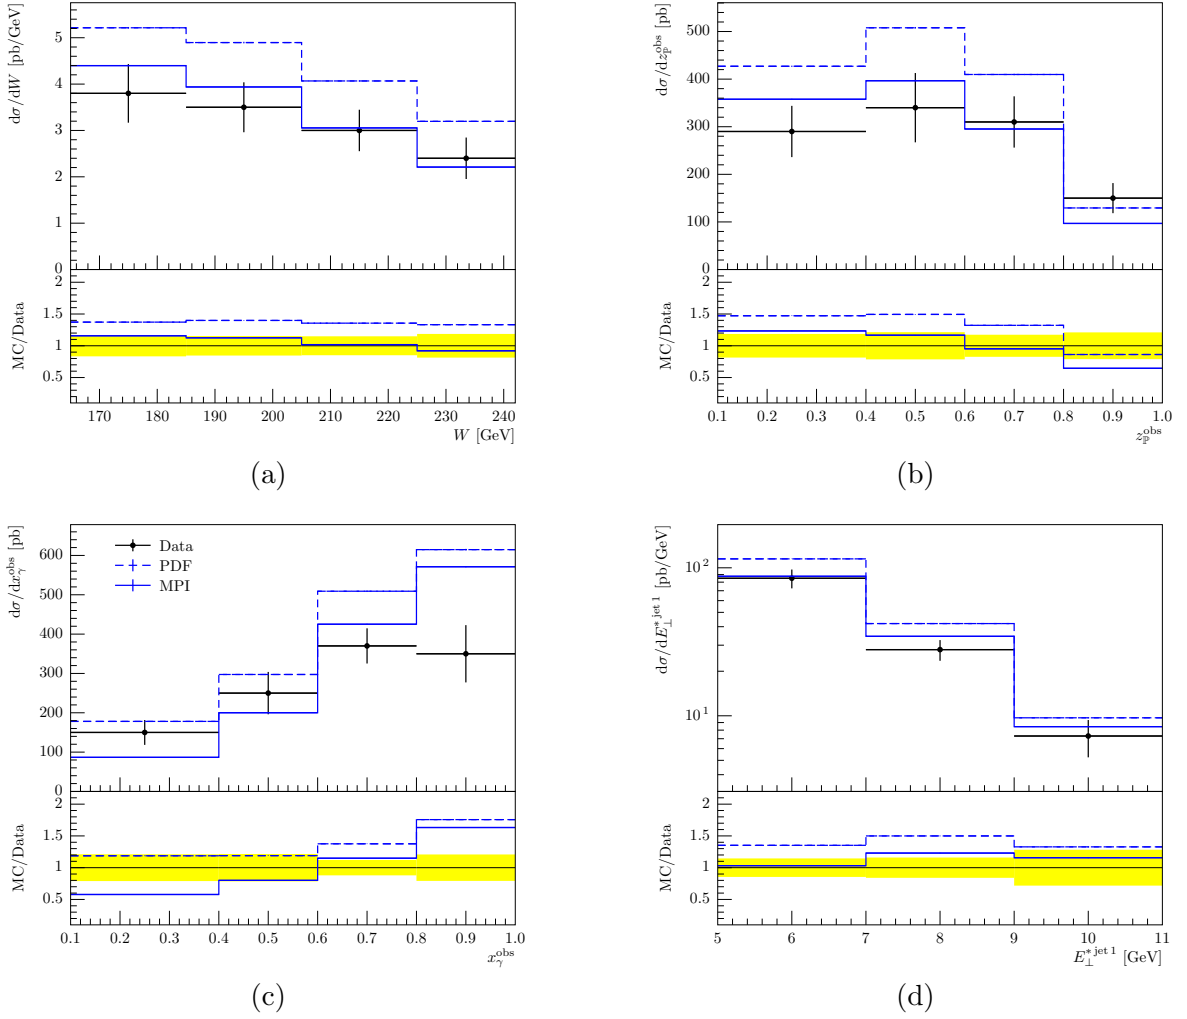 dσ/dW [pb/GeV]
5
4
3
2
1
0
MC/Data
2
1.5
1
0.5
170 180 190 200 210 220 230 240
W [GeV]
(a)
dσ/dz_ℙ^obs [pb]
500
400
300
200
100
0
MC/Data
2
1.5
1
0.5
0.1 0.2 0.3 0.4 0.5 0.6 0.7 0.8 0.9 1.0
z_ℙ^obs
(b)
dσ/dx_γ^obs [pb]
600
500
400
300
200
100
0
Data
PDF
MPI
MC/Data
2
1.5
1
0.5
0.1 0.2 0.3 0.4 0.5 0.6 0.7 0.8 0.9 1.0
x_γ^obs
(c)
dσ/dE_⊥^{* jet 1} [pb/GeV]
10^2
10^1
MC/Data
2
1.5
1
0.5
5 6 7 8 9 10 11
E_⊥^{* jet 1} [GeV]
(d)